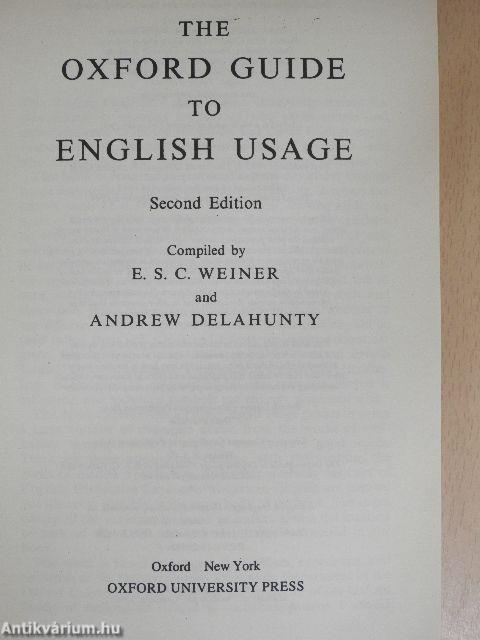 THE
OXFORD GUIDE
TO
ENGLISH USAGE
Second Edition
Compiled by
E. S. C. WEINER
and
ANDREW DELAHUNTY
Oxford New York
OXFORD UNIVERSITY PRESS
Antikvárium.hu